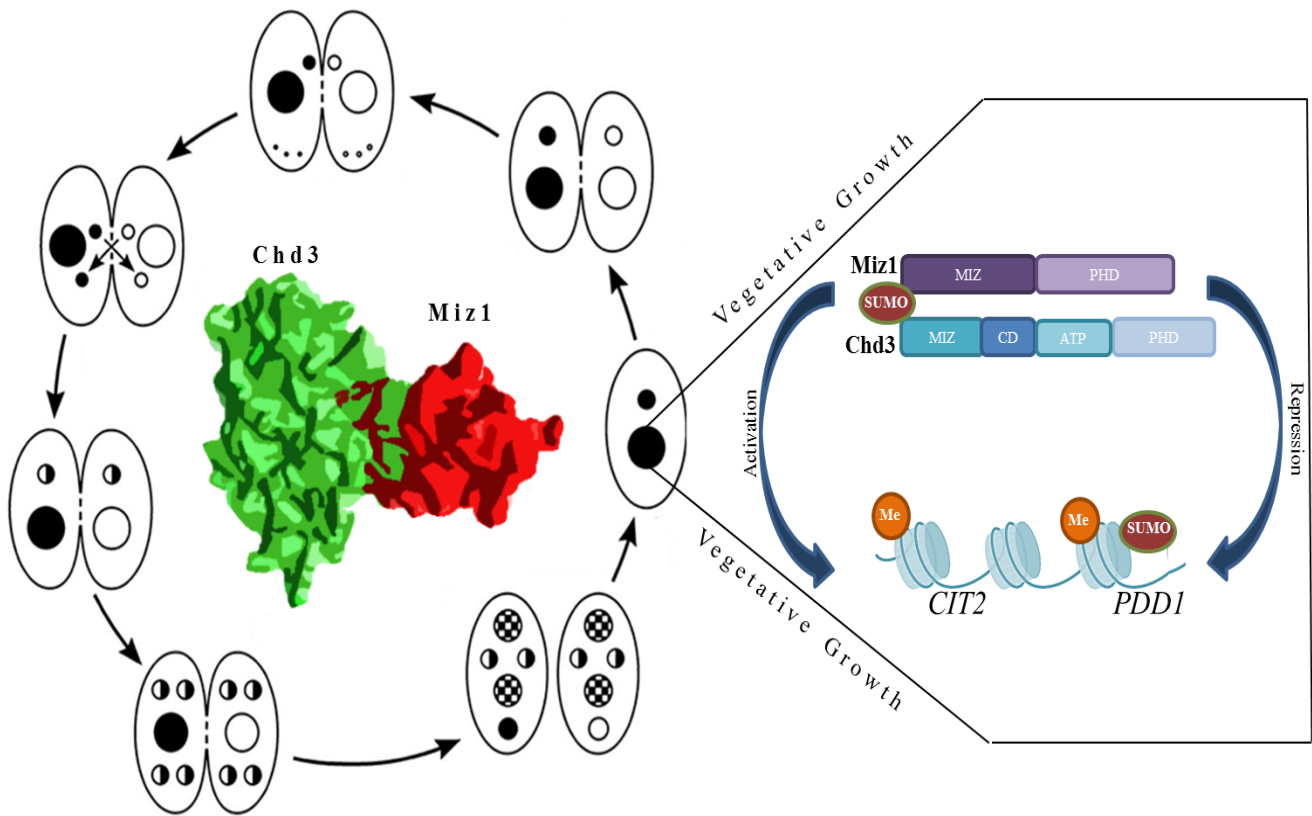 Chd3
Miz1
Vegetative Growth
Miz1
MIZ
PHD
SUMO
Chd3
MIZ
CD
ATP
PHD
Activation
Repression
Me
Me
SUMO
CIT2
PDD1
Vegetative Growth